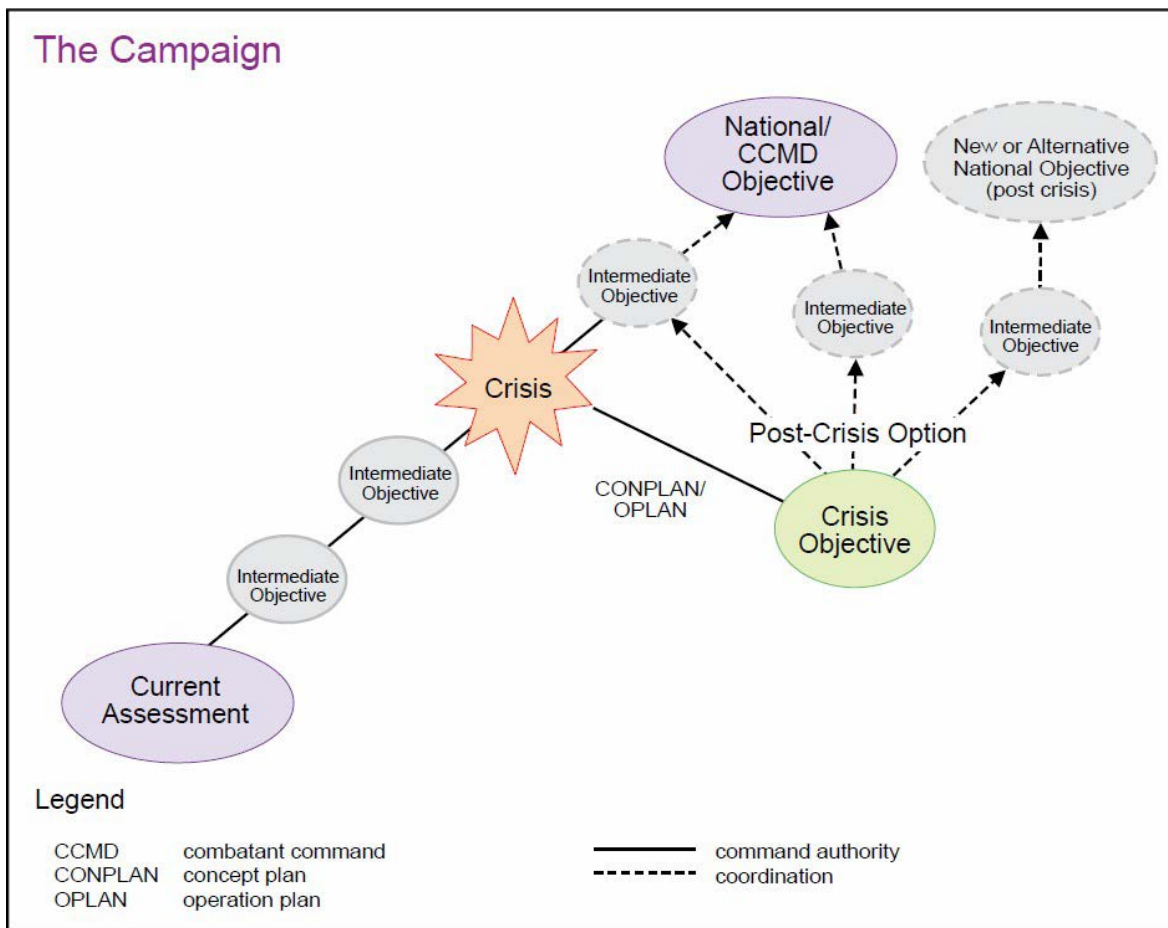 The Campaign
National/
CCMD
Objective
New or Alternative
National Objective
(post crisis)
Intermediate
Objective
Intermediate
Objective
Intermediate
Objective
Crisis
Post-Crisis Option
Intermediate
Objective
CONPLAN/
OPLAN
Crisis
Objective
Intermediate
Objective
Current
Assessment
Legend
CCMD combatant command
CONPLAN concept plan
OPLAN operation plan
command authority
coordination